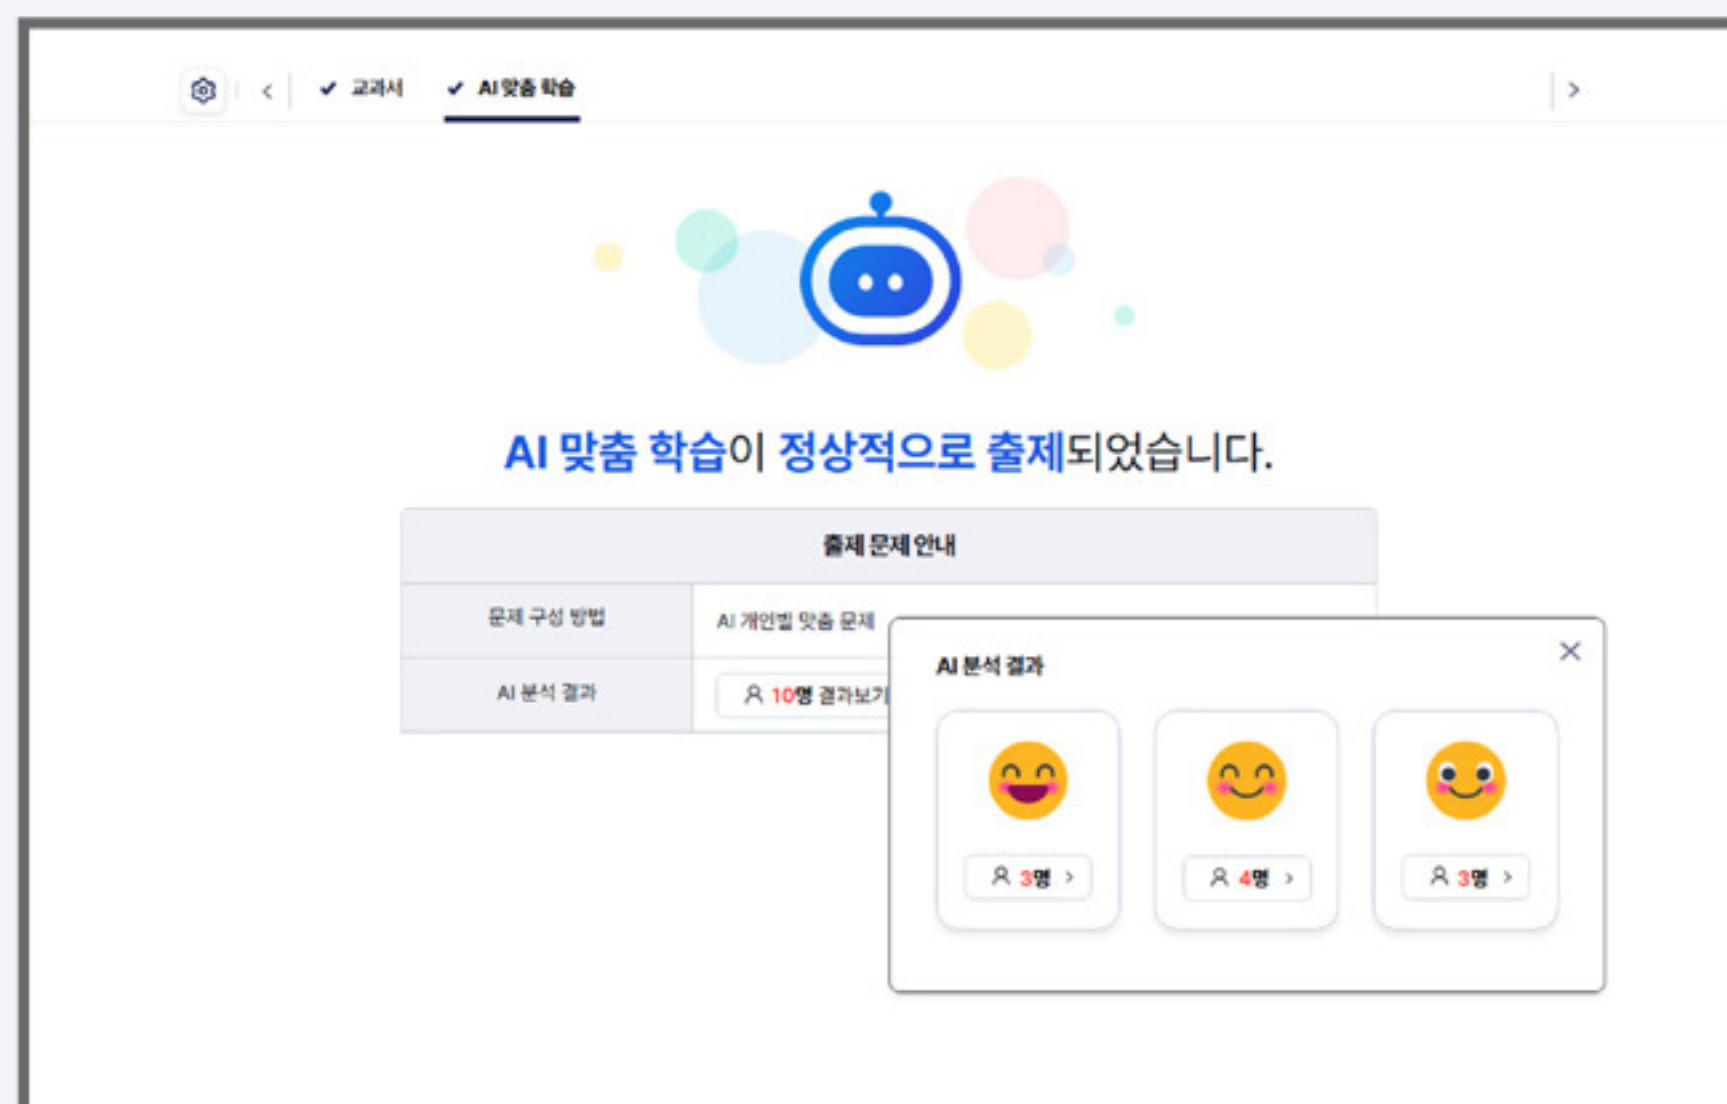 교과서
AI 맞춤 학습
AI 맞춤 학습이 정상적으로 출제되었습니다.
출제 문제 안내
문제 구성 방법
AI 개인별 맞춤 문제
AI 분석 결과
10명 결과보기
AI 분석 결과
3명
4명
3명